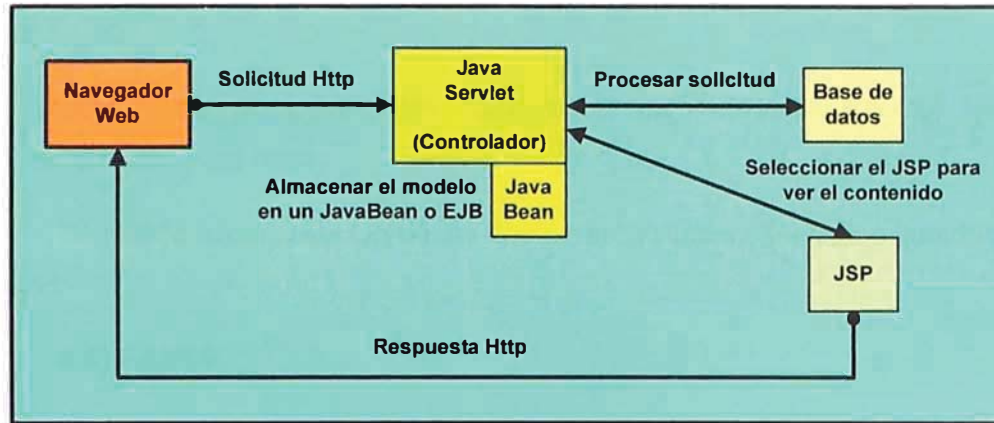 Navegador
Web
Solicitud Http
Java
Servlet
(Controlador)
Procesar solicitud
Base de
datos
Almacenar el modelo
en un JavaBean o EJB
Java
Bean
Seleccionar el JSP para
ver el contenido
JSP
Respuesta Http